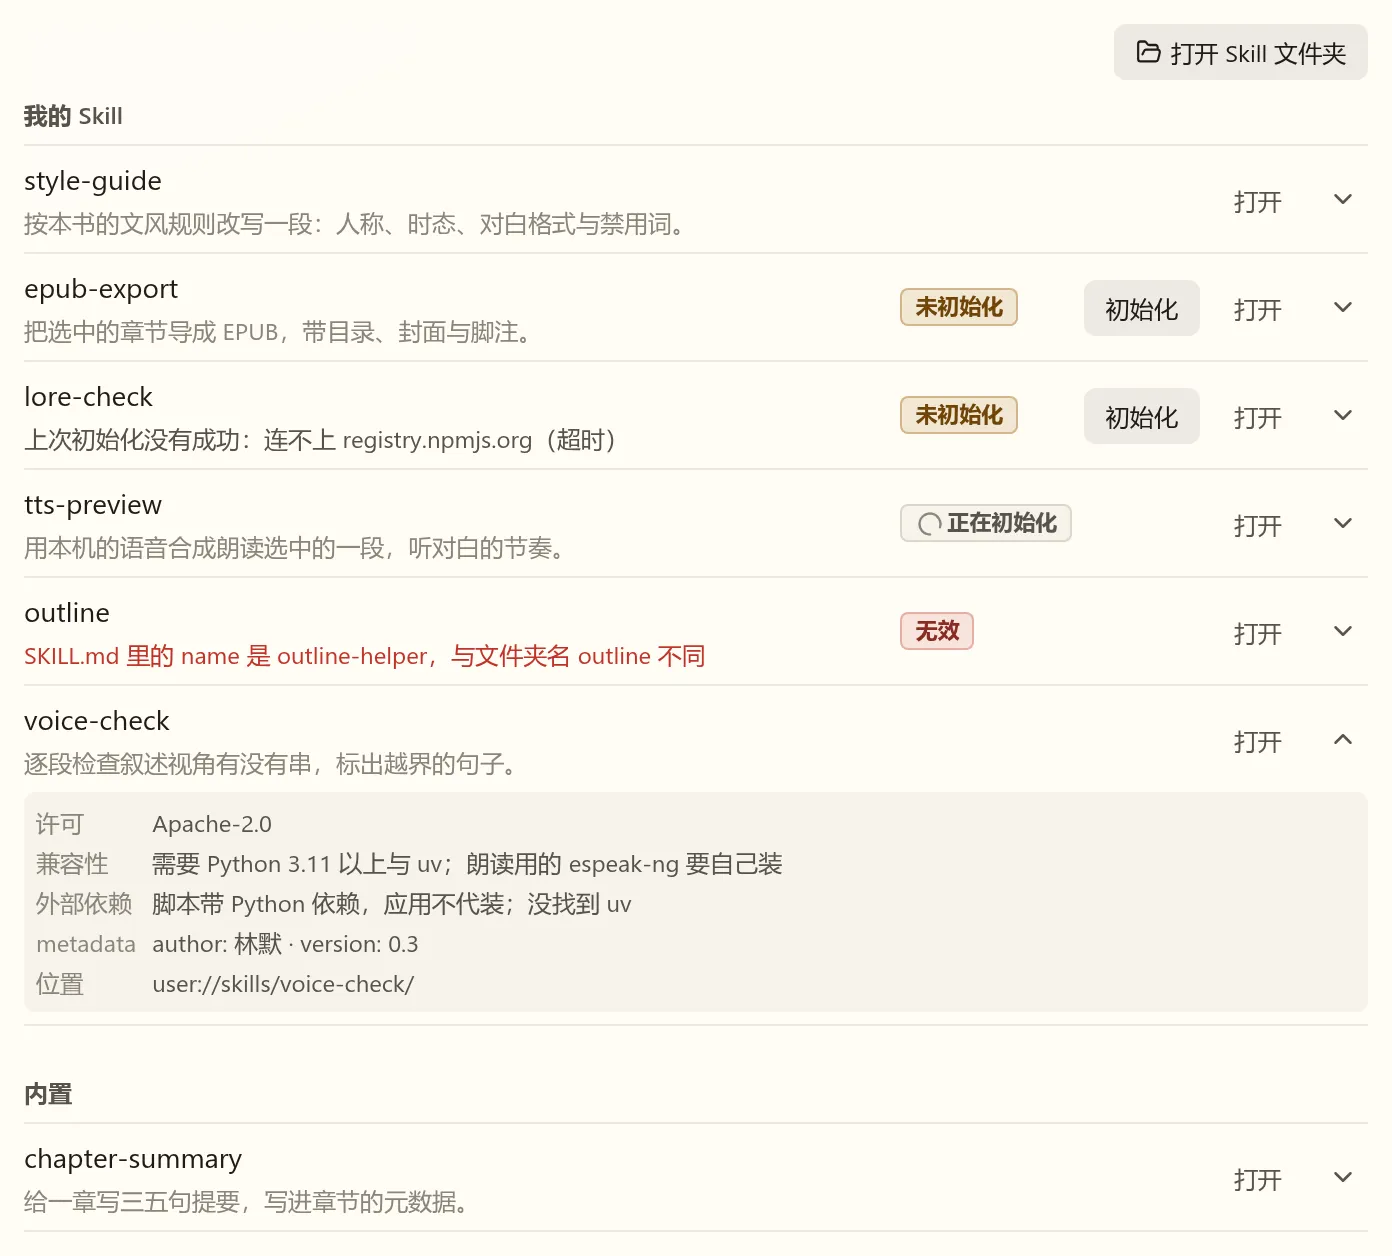 打开 Skill 文件夹
我的 Skill
style-guide
按本书的文风规则改写一段：人称、时态、对白格式与禁用词。
打开
epub-export
把选中的章节导成 EPUB，带目录、封面与脚注。
未初始化
初始化
打开
lore-check
上次初始化没有成功：连不上 registry.npmjs.org（超时）
未初始化
初始化
打开
tts-preview
用本机的语音合成朗读选中的一段，听对白的节奏。
正在初始化
打开
outline
SKILL.md 里的 name 是 outline-helper，与文件夹名 outline 不同
无效
打开
voice-check
逐段检查叙述视角有没有串，标出越界的句子。
打开
许可 Apache-2.0
兼容性 需要 Python 3.11 以上与 uv；朗读用的 espeak-ng 要自己装
外部依赖 脚本带 Python 依赖，应用不代装；没找到 uv
metadata author: 林默 · version: 0.3
位置 user://skills/voice-check/
内置
chapter-summary
给一章写三五句提要，写进章节的元数据。
打开